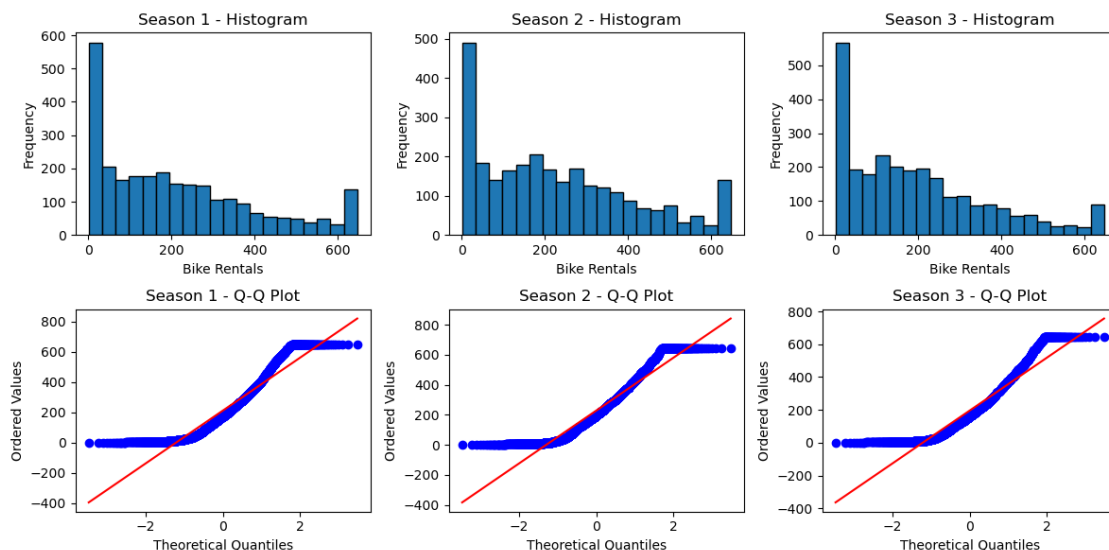 Season 1 - Histogram
600
500
400
300
200
100
0
Frequency
0 200 400 600
Bike Rentals
Season 2 - Histogram
500
400
300
200
100
0
Frequency
0 200 400 600
Bike Rentals
Season 3 - Histogram
500
400
300
200
100
0
Frequency
0 200 400 600
Bike Rentals
Season 1 - Q-Q Plot
800
600
400
200
0
−200
−400
Ordered Values
−2 0 2
Theoretical Quantiles
Season 2 - Q-Q Plot
800
600
400
200
0
−200
−400
Ordered Values
−2 0 2
Theoretical Quantiles
Season 3 - Q-Q Plot
800
600
400
200
0
−200
−400
Ordered Values
−2 0 2
Theoretical Quantiles